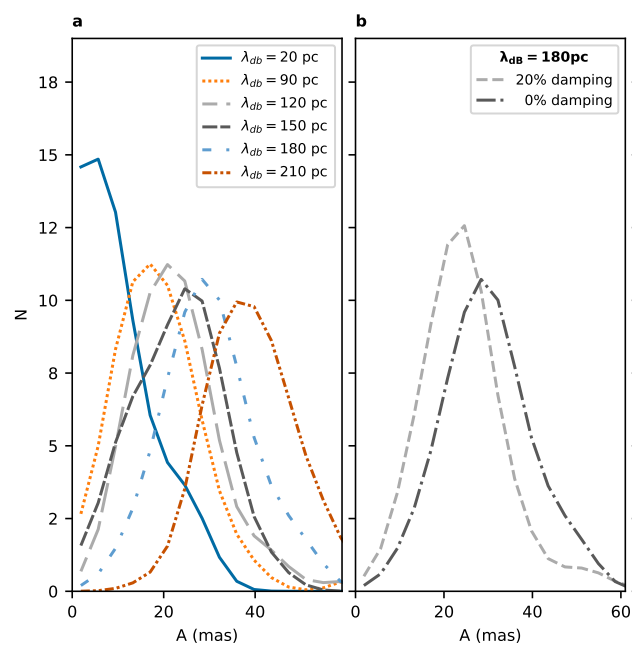 a
b
λdb = 20 pc
λdb = 90 pc
λdb = 120 pc
λdb = 150 pc
λdb = 180 pc
λdb = 210 pc
λdB = 180pc
20% damping
0% damping
18
15
12
10
8
5
2
0
N
0 20 40
A (mas)
0 20 40 60
A (mas)